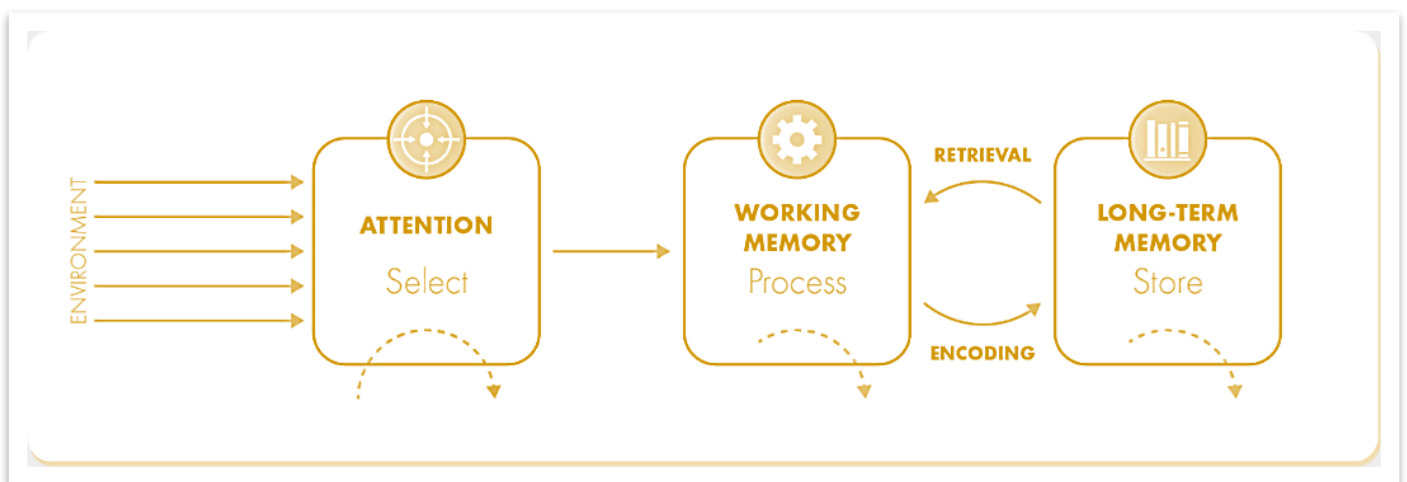 ENVIRONMENT
ATTENTION
Select
WORKING
MEMORY
Process
RETRIEVAL
ENCODING
LONG-TERM
MEMORY
Store